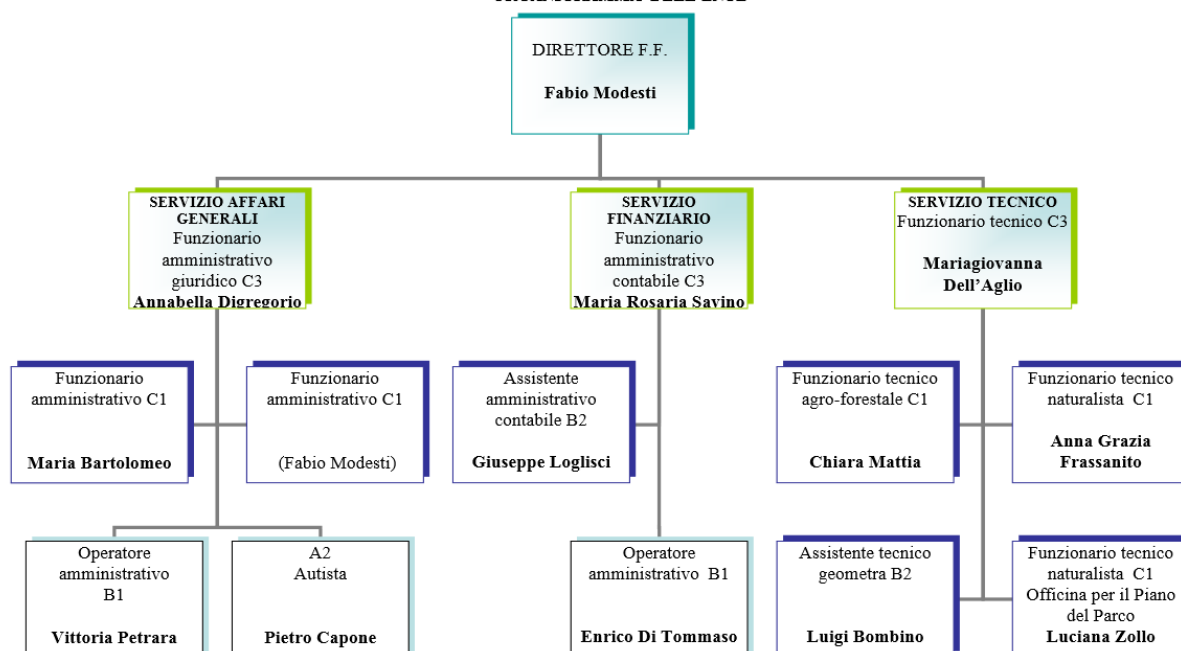 DIRETTORE F.F.
Fabio Modesti
SERVIZIO AFFARI
GENERALI
Funzionario
amministrativo
giuridico C3
Annabella Digregorio
SERVIZIO
FINANZIARIO
Funzionario
amministrativo
contabile C3
Maria Rosaria Savino
SERVIZIO TECNICO
Funzionario tecnico C3
Mariagiovanna
Dell’Aglio
Funzionario
amministrativo C1
Maria Bartolomeo
Funzionario
amministrativo C1
(Fabio Modesti)
Assistente
amministrativo
contabile B2
Giuseppe Loglisci
Funzionario tecnico
agro-forestale C1
Chiara Mattia
Funzionario tecnico
naturalista C1
Anna Grazia
Frassanito
Operatore
amministrativo
B1
Vittoria Petrara
A2
Autista
Pietro Capone
Operatore
amministrativo B1
Enrico Di Tommaso
Assistente tecnico
geometra B2
Luigi Bombino
Funzionario tecnico
naturalista C1
Officina per il Piano
del Parco
Luciana Zollo